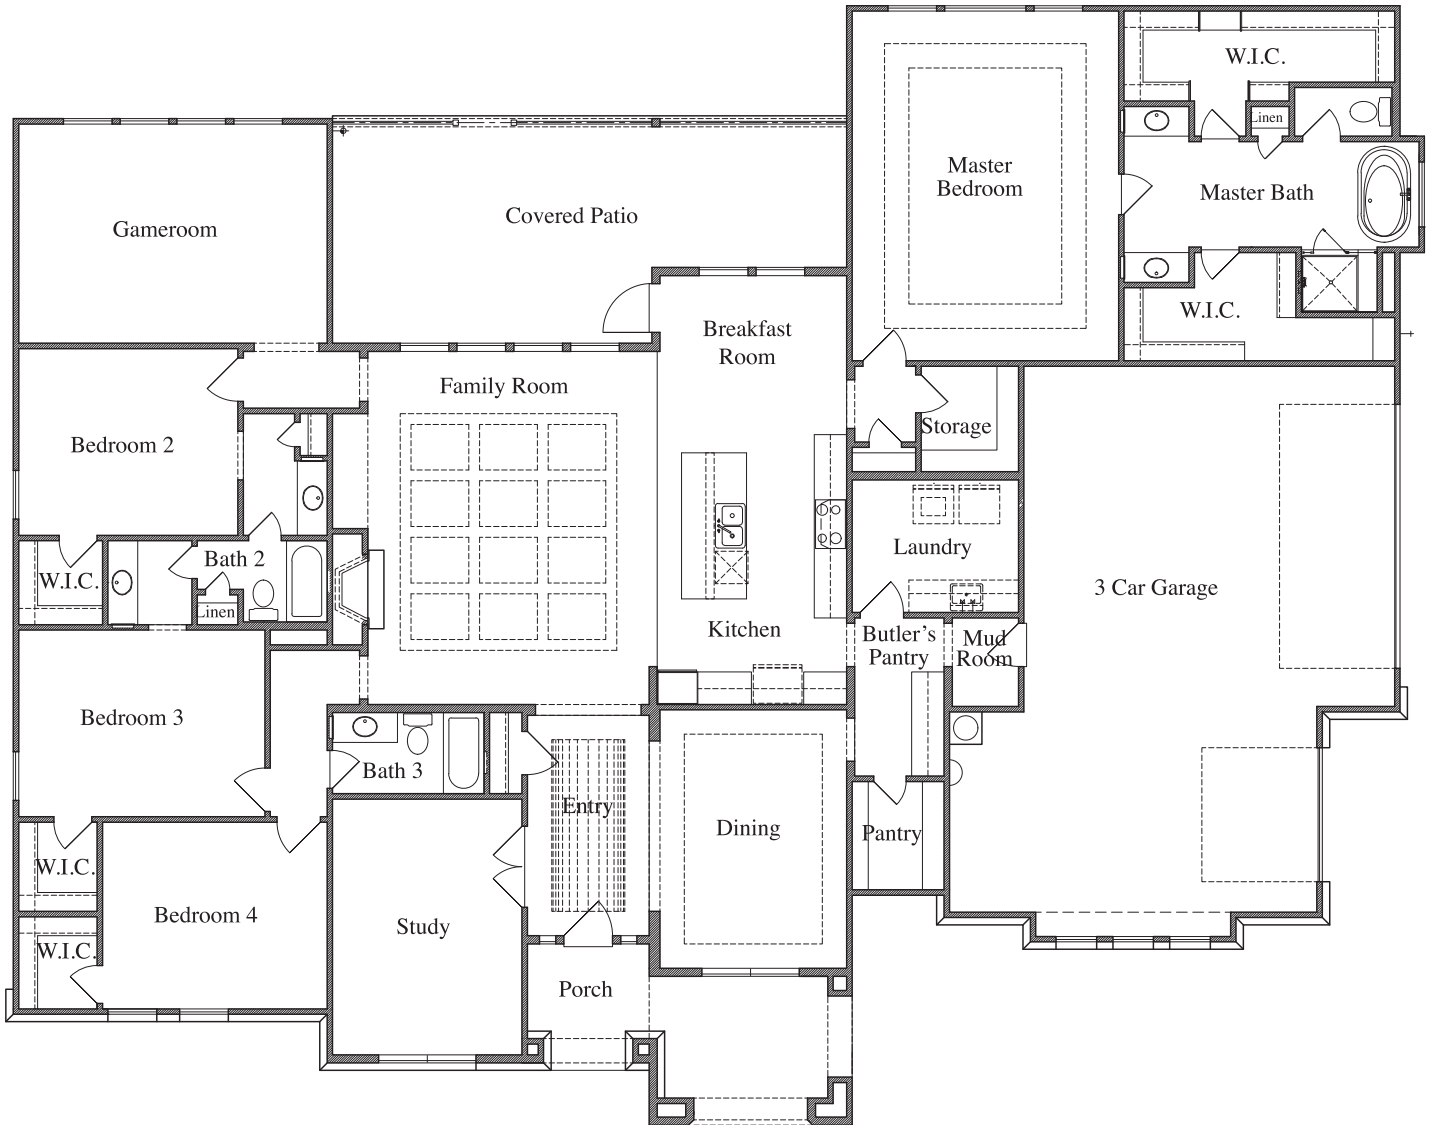 W.I.C.
Linen
Master
Bedroom
Master Bath
Covered Patio
Gameroom
W.I.C.
Breakfast
Room
Family Room
Storage
Bedroom 2
Laundry
Bath 2
W.I.C.
Linen
3 Car Garage
Kitchen
Butler's
Pantry
Mud
Room
Bedroom 3
Bath 3
Entry
Dining
Pantry
W.I.C.
Bedroom 4
Study
W.I.C.
Porch